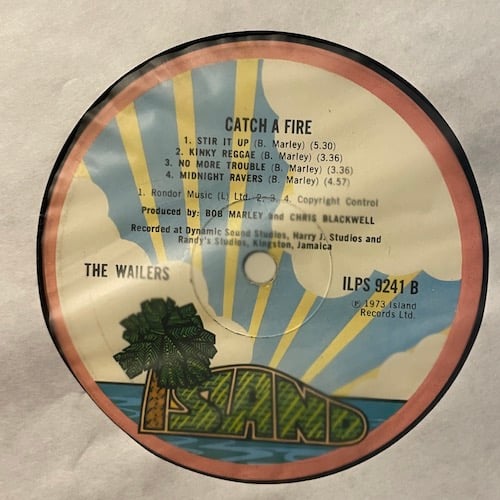 CATCH A FIRE
1. STIR IT UP (B. Marley) (5.30)
2. KINKY REGGAE (B. Marley) (3.36)
3. NO MORE TROUBLE (B. Marley) (3.36)
4. MIDNIGHT RAVERS (B. Marley) (4.57)
1. Rondor Music (L) Ltd. 2, 3, 4, Copyright Control
Produced by: BOB MARLEY and CHRIS BLACKWELL
Recorded at Dynamic Sound Studios, Harry J. Studios and
Randy's Studios, Kingston, Jamaica
THE WAILERS
ILPS 9241 B
℗ 1973 Island
Records Ltd.
ISLAND